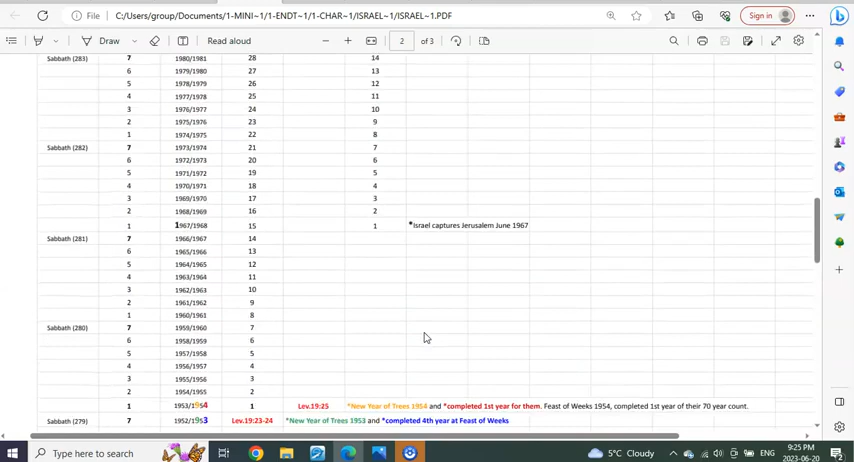 File C:/Users/group/Documents/1-MINI~1/1-ENDT~1/1-CHAR~1/ISRAEL~1/ISRAEL~1.PDF Sign in
Draw Read aloud 2 of 3
Sabbath (283) 7 1980/1981 28 14
6 1979/1980 27 13
5 1978/1979 26 12
4 1977/1978 25 11
3 1976/1977 24 10
2 1975/1976 23 9
1 1974/1975 22 8
Sabbath (282) 7 1973/1974 21 7
6 1972/1973 20 6
5 1971/1972 19 5
4 1970/1971 18 4
3 1969/1970 17 3
2 1968/1969 16 2
1 1967/1968 15 1 *Israel captures Jerusalem June 1967
Sabbath (281) 7 1966/1967 14
6 1965/1966 13
5 1964/1965 12
4 1963/1964 11
3 1962/1963 10
2 1961/1962 9
1 1960/1961 8
Sabbath (280) 7 1959/1960 7
6 1958/1959 6
5 1957/1958 5
4 1956/1957 4
3 1955/1956 3
2 1954/1955 2
1 1953/1954 1 Lev.19:25 *New Year of Trees 1954 and *completed 1st year for them. Feast of Weeks 1954, completed 1st year of their 70 year count.
Sabbath (279) 7 1952/1953 Lev.19:23-24 *New Year of Trees 1953 and *completed 4th year at Feast of Weeks
Type here to search 5°C Cloudy ENG 9:25 PM
2023-06-20